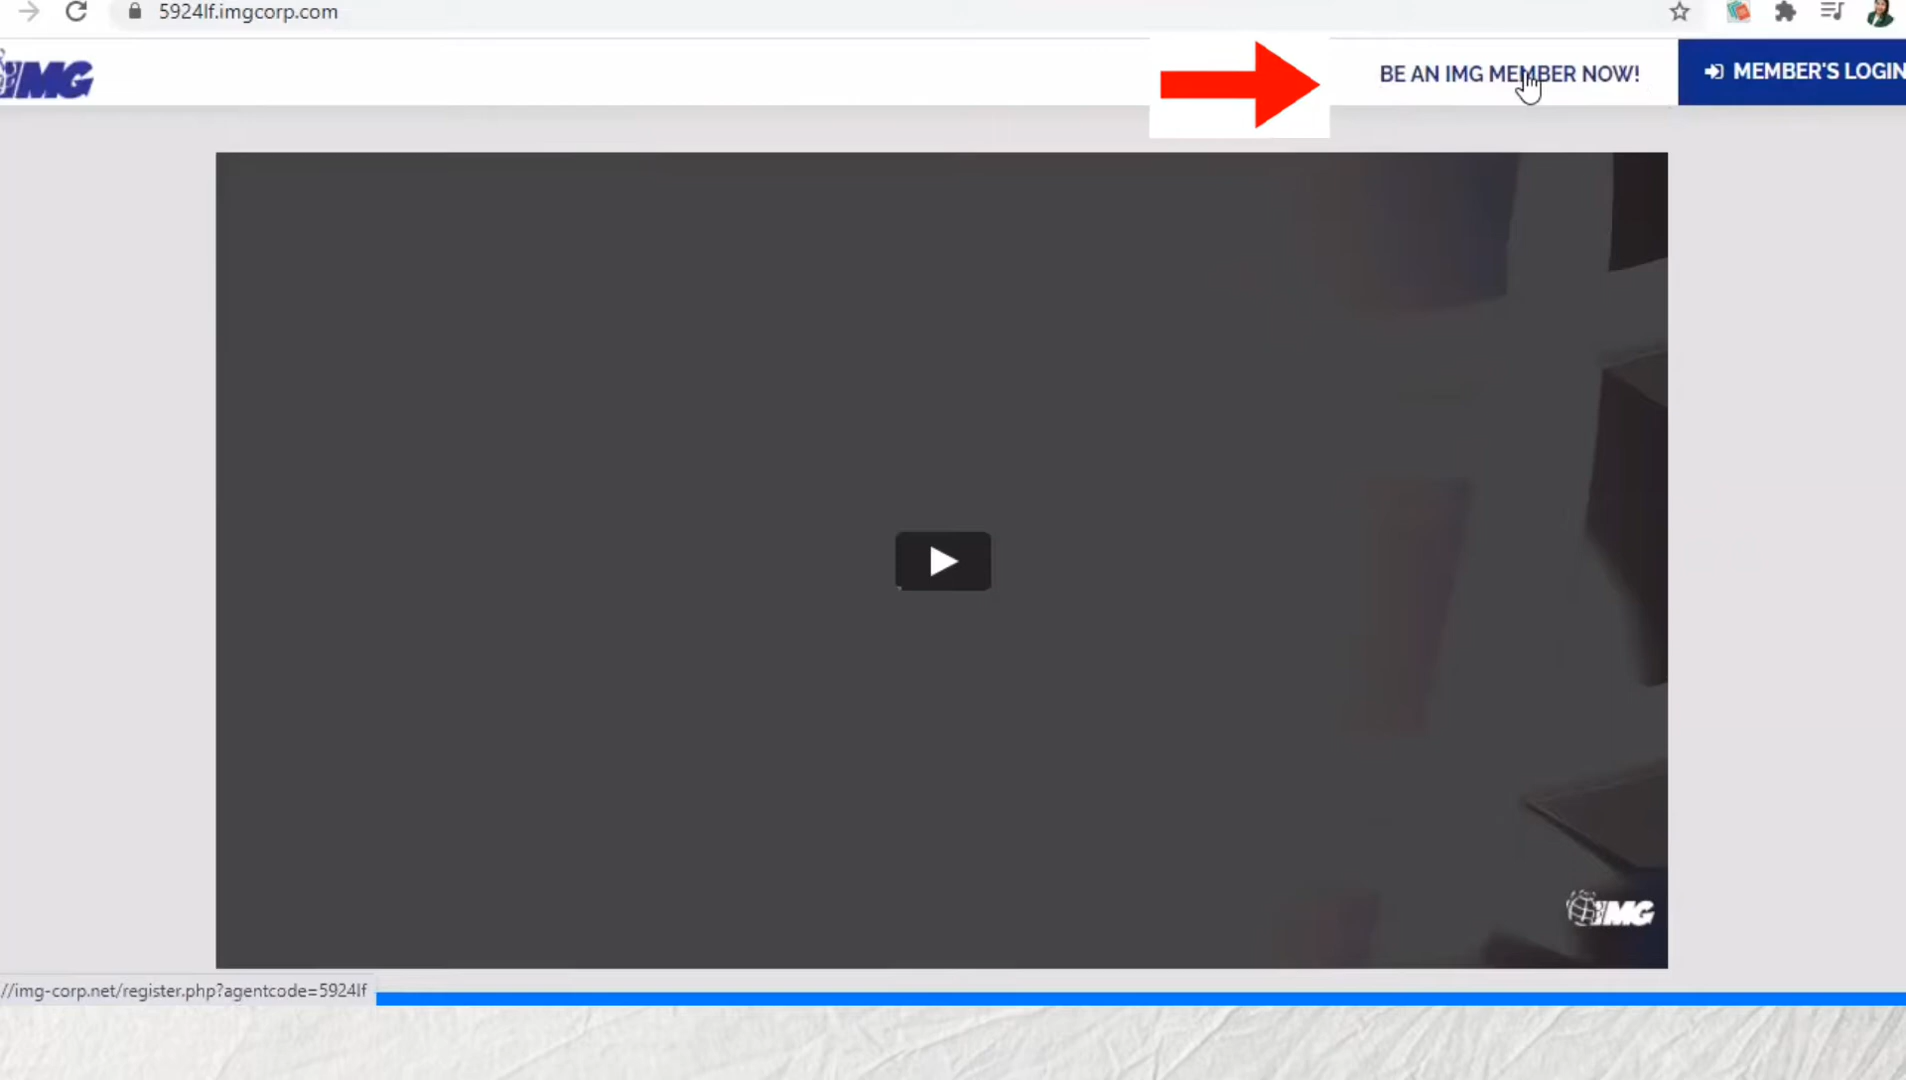 5924lf.imgcorp.com
IMG
BE AN IMG MEMBER NOW!
MEMBER'S LOGIN
IMG
//img-corp.net/register.php?agentcode=5924lf